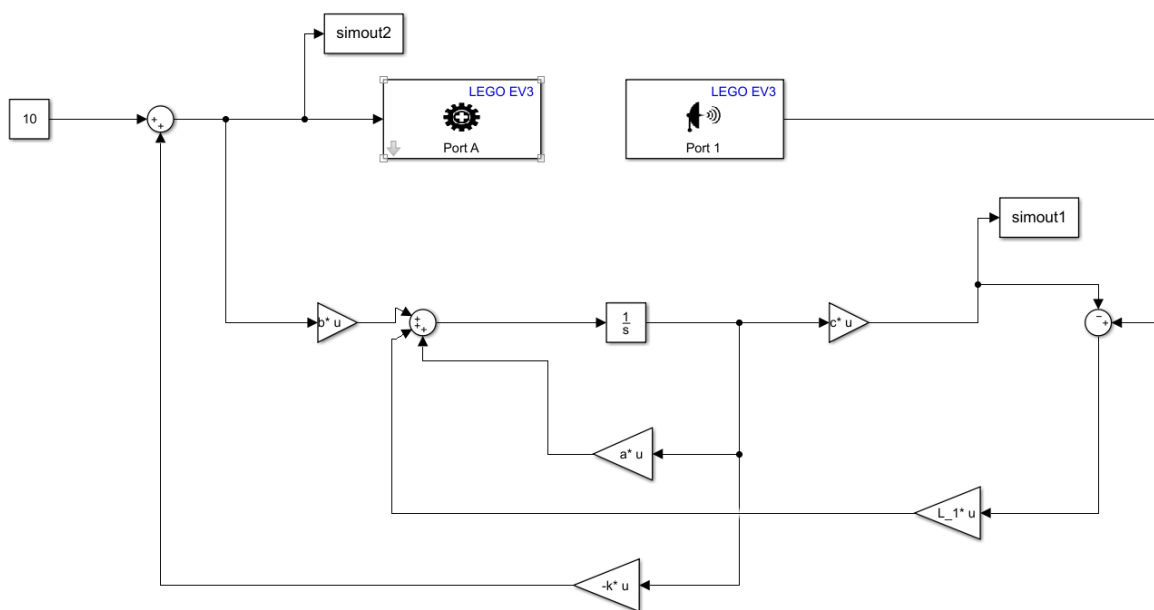 simout2
LEGO EV3
Port A
LEGO EV3
Port 1
10
+
+
simout1
b* u
+
+
+
1
s
c* u
−
+
a* u
L_1* u
-k* u